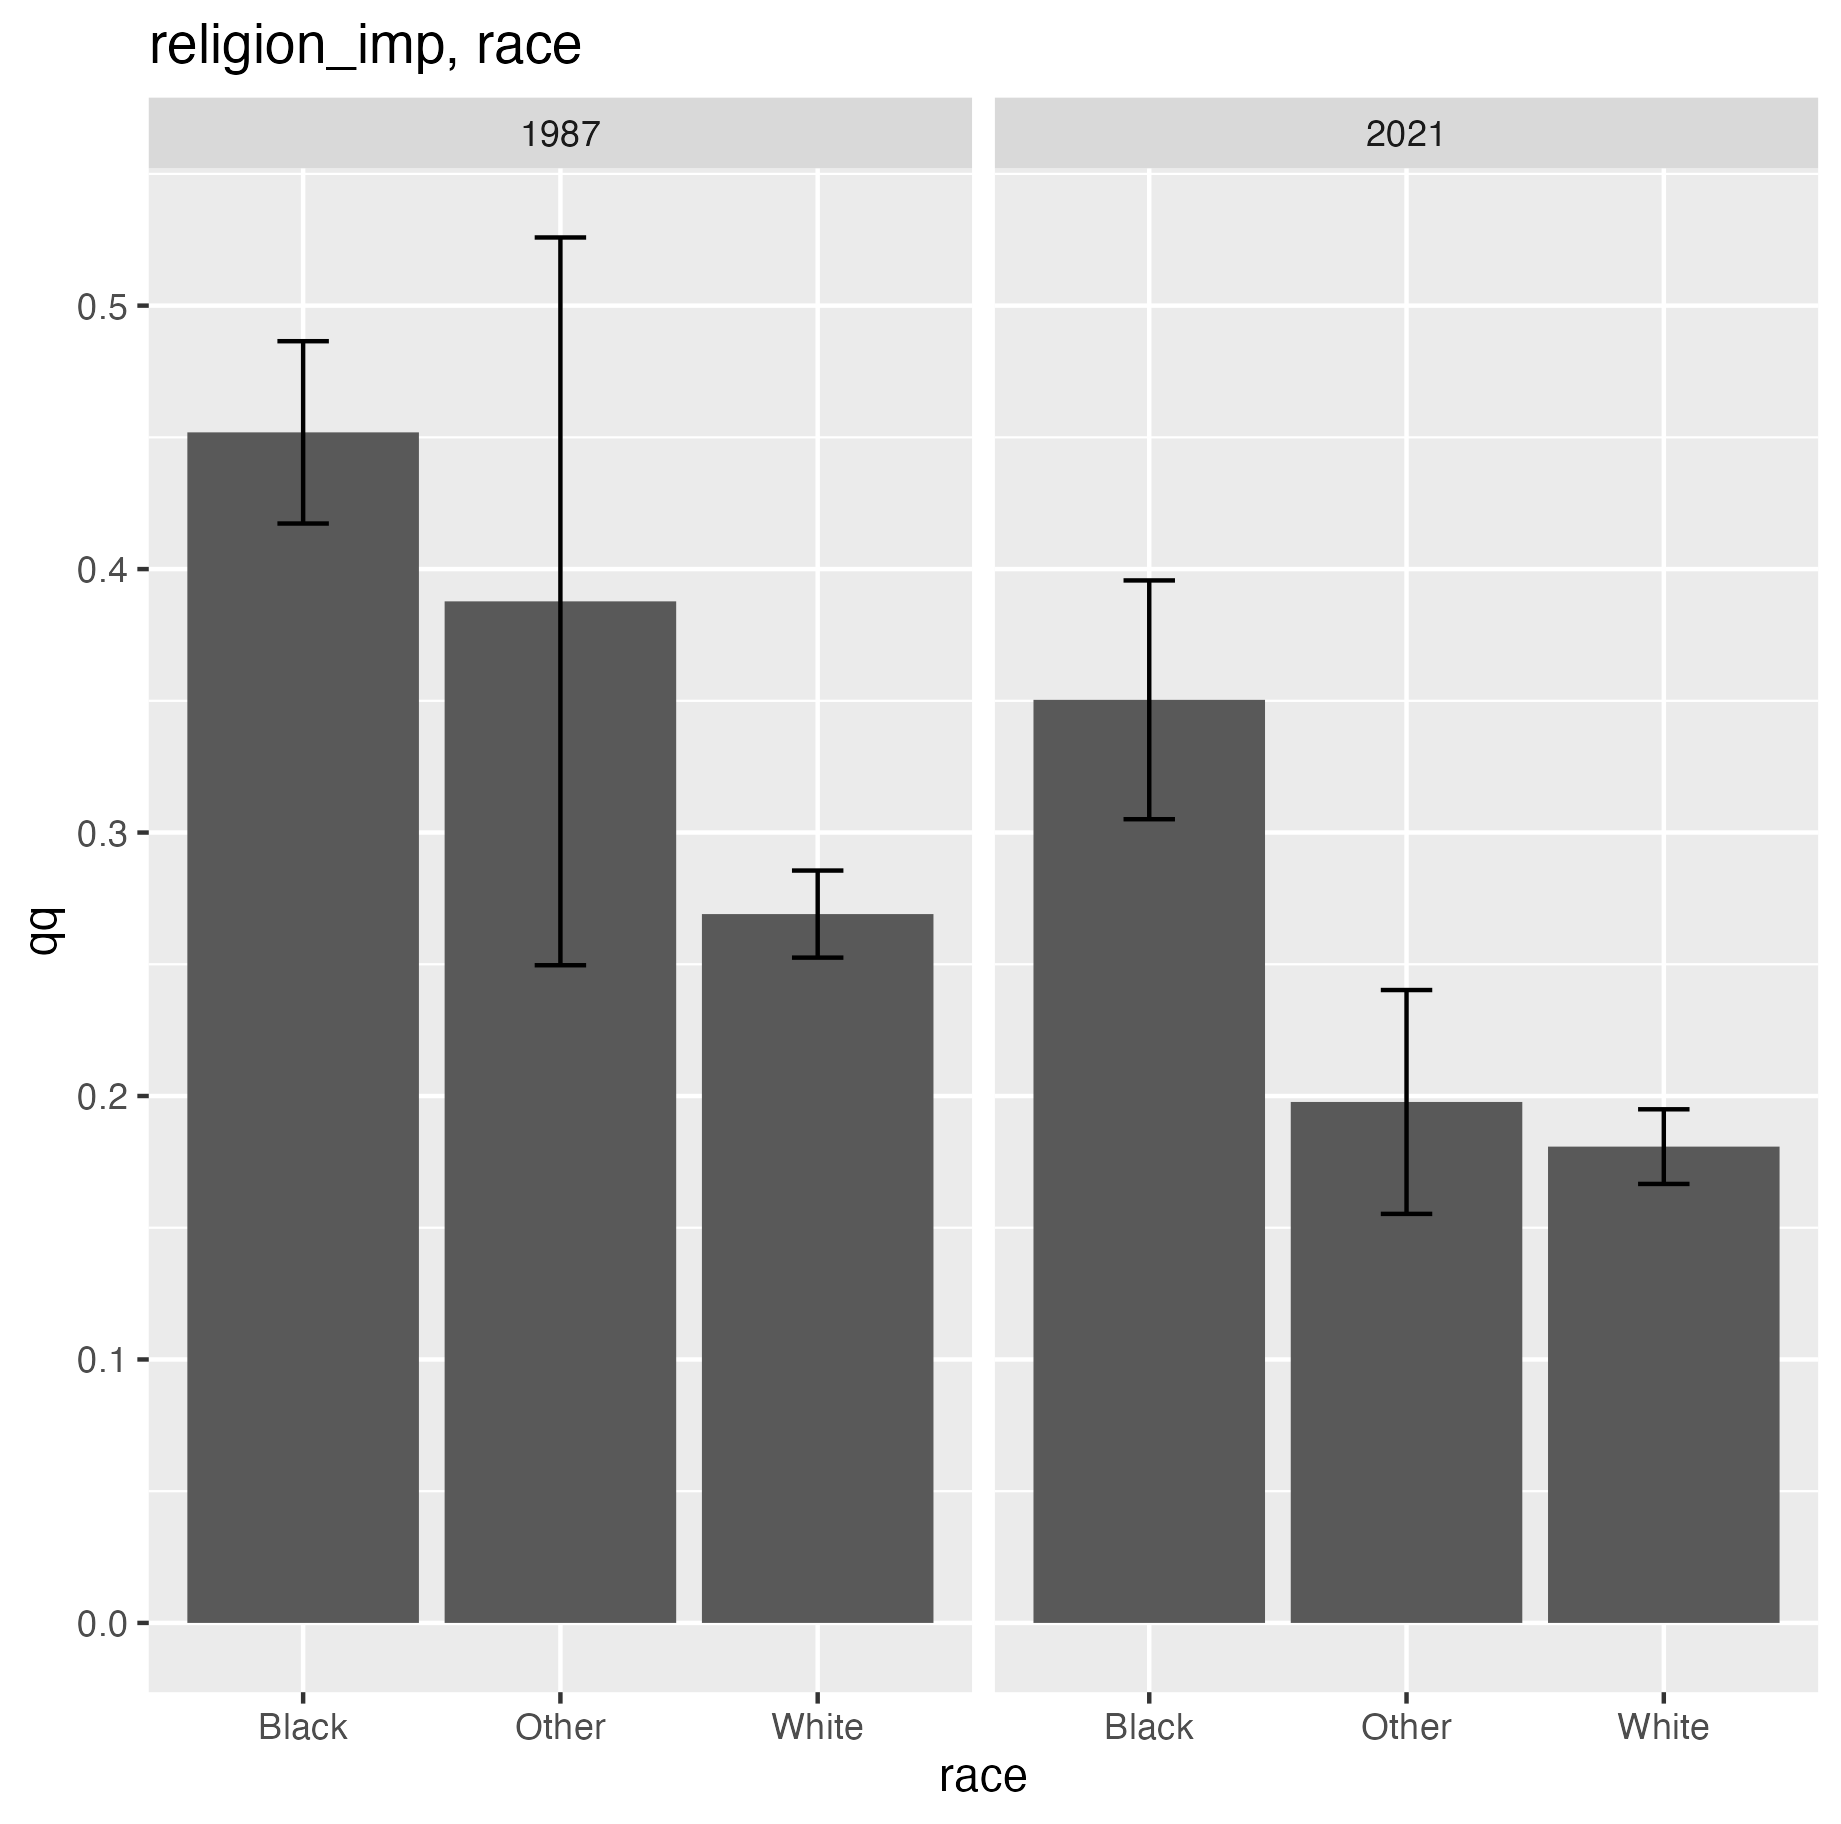 religion_imp, race
1987
2021
qq
0.5
0.4
0.3
0.2
0.1
0.0
Black Other White
Black Other White
race